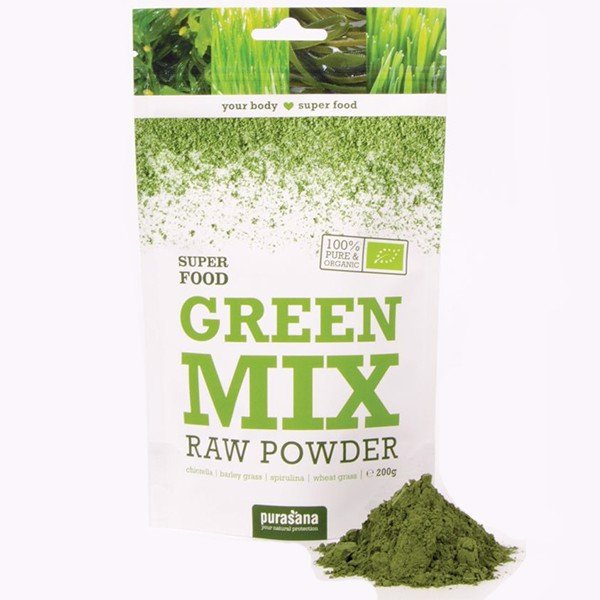 your body ♥ super food
100%
PURE &
ORGANIC
SUPER
FOOD
GREEN
MIX
RAW POWDER
chlorella | barley grass | spirulina | wheat grass | ℮ 200g
purasana
your natural protection